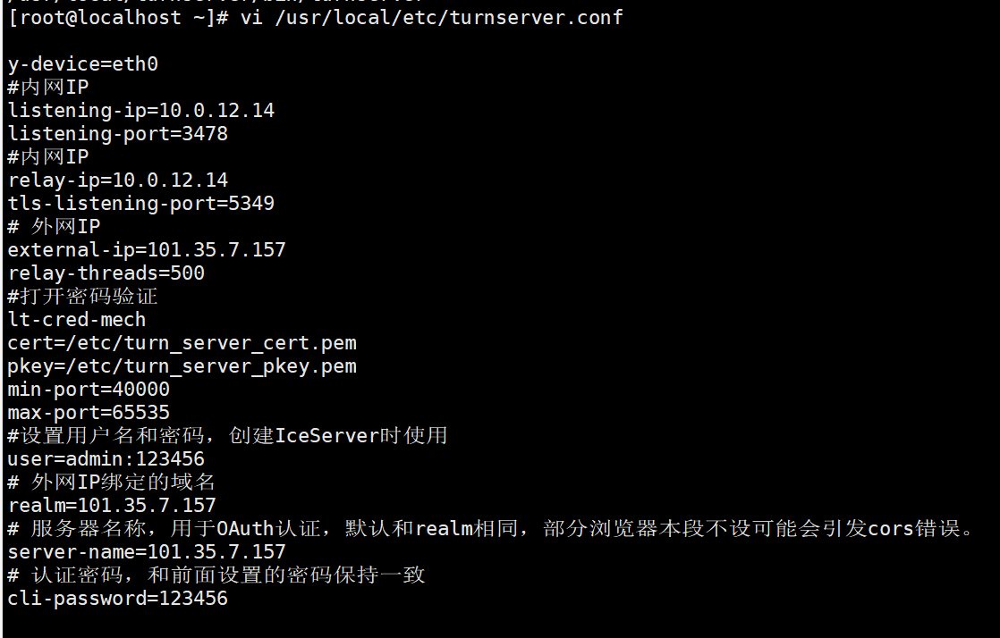 [root@localhost ~]# vi /usr/local/etc/turnserver.conf
y-device=eth0
#内网IP
listening-ip=10.0.12.14
listening-port=3478
#内网IP
relay-ip=10.0.12.14
tls-listening-port=5349
# 外网IP
external-ip=101.35.7.157
relay-threads=500
#打开密码验证
lt-cred-mech
cert=/etc/turn_server_cert.pem
pkey=/etc/turn_server_pkey.pem
min-port=40000
max-port=65535
#设置用户名和密码，创建IceServer时使用
user=admin:123456
# 外网IP绑定的域名
realm=101.35.7.157
# 服务器名称，用于OAuth认证，默认和realm相同，部分浏览器本段不设可能会引发cors错误。
server-name=101.35.7.157
# 认证密码，和前面设置的密码保持一致
cli-password=123456